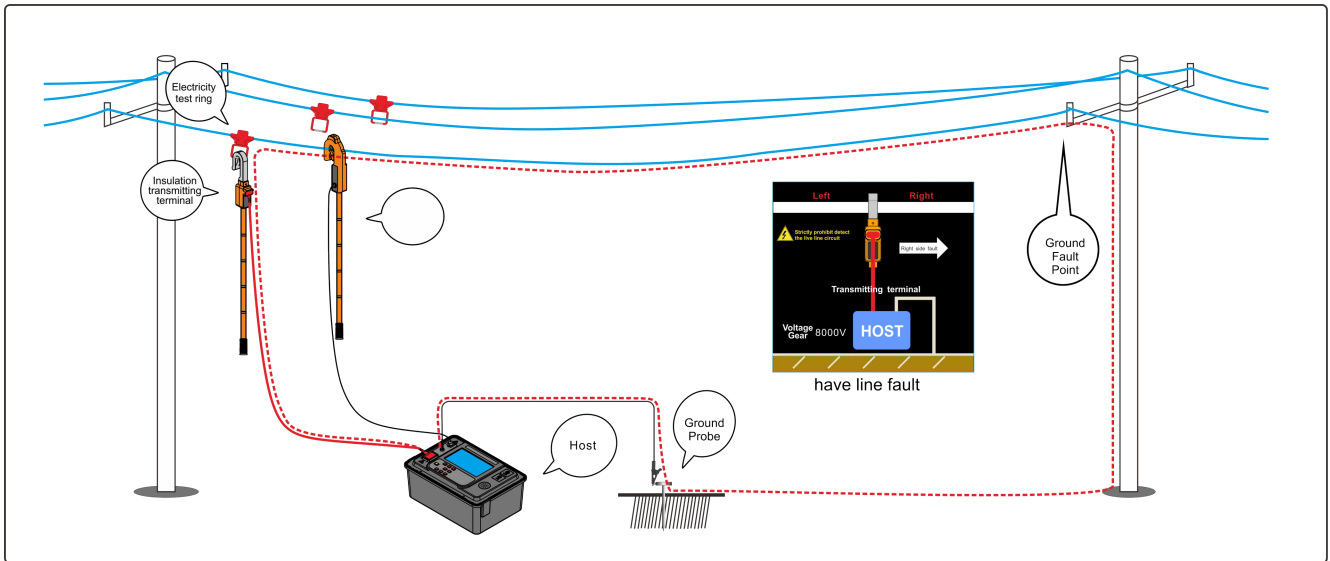 Electricity
test ring
Insulation
transmitting
terminal
Left Right
Strictly prohibit detect
the live line circuit
Right side fault
Transmitting terminal
Voltage
Gear 8000V
HOST
have line fault
Ground
Fault
Point
Host
Ground
Probe